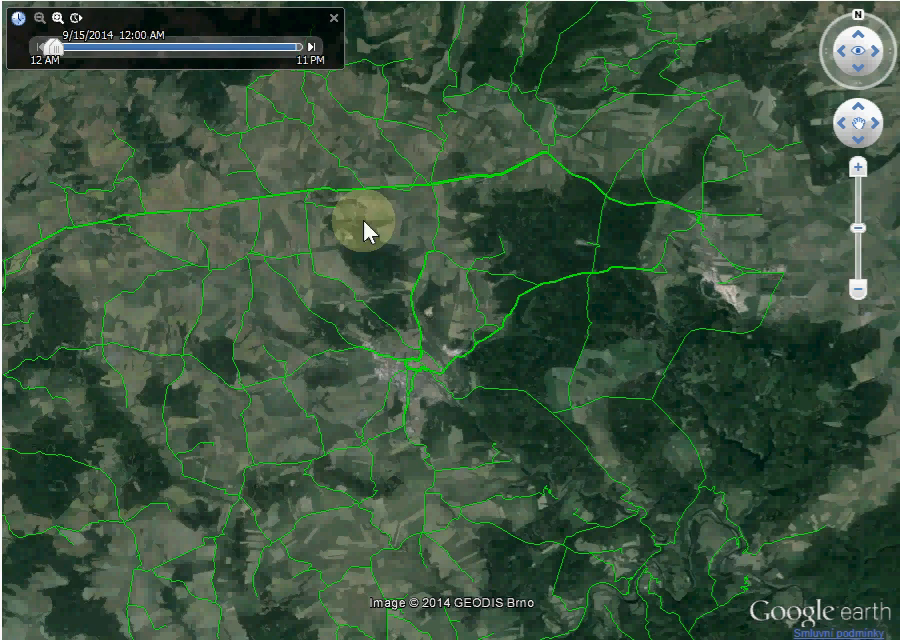 9/15/2014 12:00 AM
12 AM 11 PM
N
Image © 2014 GEODIS Brno
Google earth
Smluvní podmínky